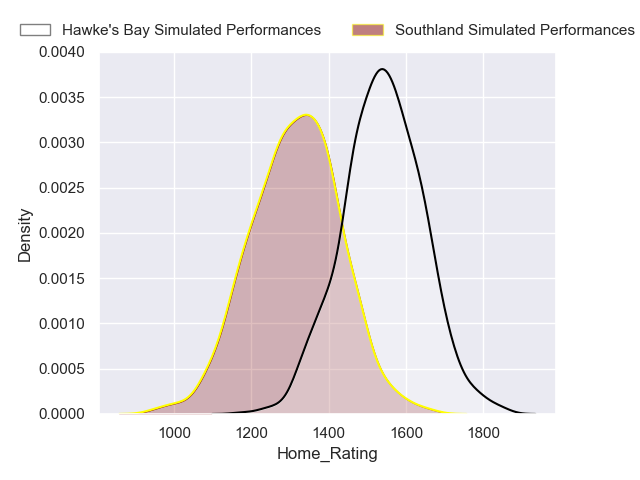 Hawke's Bay Simulated Performances
Southland Simulated Performances
0.0040
0.0035
0.0030
0.0025
0.0020
0.0015
0.0010
0.0005
0.0000
Density
1000 1200 1400 1600 1800
Home_Rating